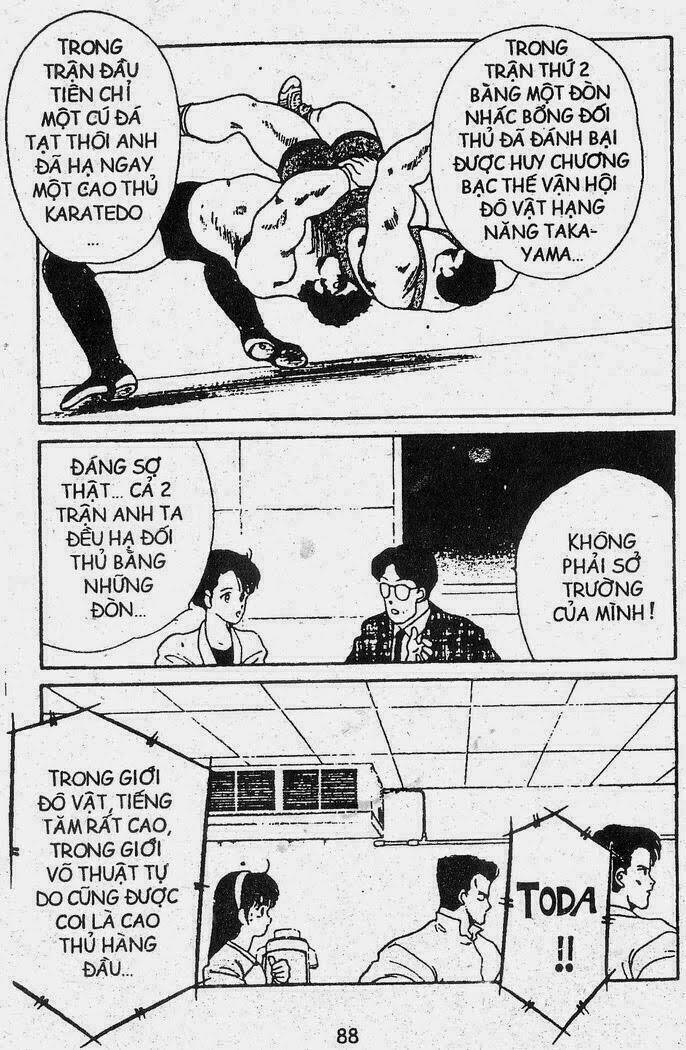 TRONG
TRẬN ĐẦU
TIÊN CHỈ
MỘT CÚ ĐÁ
TẠT THÔI ANH
ĐÃ HẠ NGAY
MỘT CAO THỦ
KARATEDO
...
TRONG
TRẬN THỨ 2
BẰNG MỘT ĐÒN
NHẤC BỔNG ĐỐI
THỦ ĐÃ ĐÁNH BẠI
ĐƯỢC HUY CHƯƠNG
BẠC THẾ VẬN HỘI
ĐÔ VẬT HẠNG
NĂNG TAKA-
YAMA...
ĐÁNG SỢ
THẬT... CẢ 2
TRẬN ANH TA
ĐỀU HẠ ĐỐI
THỦ BẰNG
NHỮNG
ĐÒN...
KHÔNG
PHẢI SỞ
TRƯỜNG
CỦA MÌNH !
TRONG GIỚI
ĐÔ VẬT, TIẾNG
TĂM RẤT CAO,
TRONG GIỚI
VÕ THUẬT TỰ
DO CŨNG ĐƯỢC
COI LÀ CAO
THỦ HÀNG
ĐẦU...
TODA
!!
88